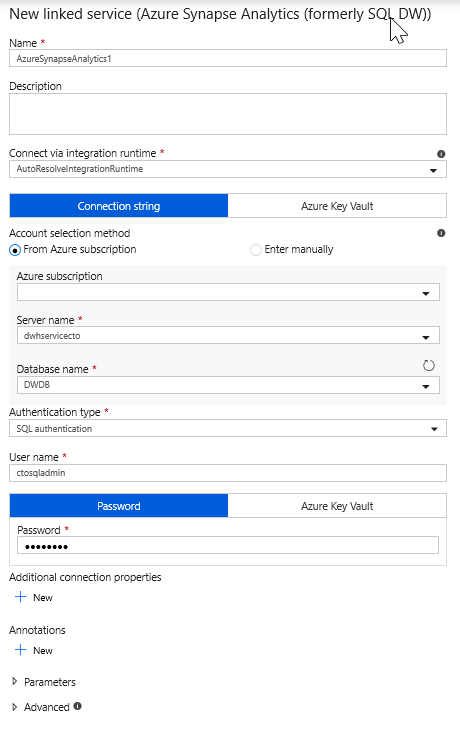 New linked service (Azure Synapse Analytics (formerly SQL DW))
Name *
AzureSynapseAnalytics1
Description
Connect via integration runtime *
AutoResolveIntegrationRuntime
Connection string Azure Key Vault
Account selection method
From Azure subscription Enter manually
Azure subscription
Server name *
dwhservicecto
Database name *
DWDB
Authentication type *
SQL authentication
User name *
ctosqladmin
Password Azure Key Vault
Password *
••••••••
Additional connection properties
+ New
Annotations
+ New
Parameters
Advanced